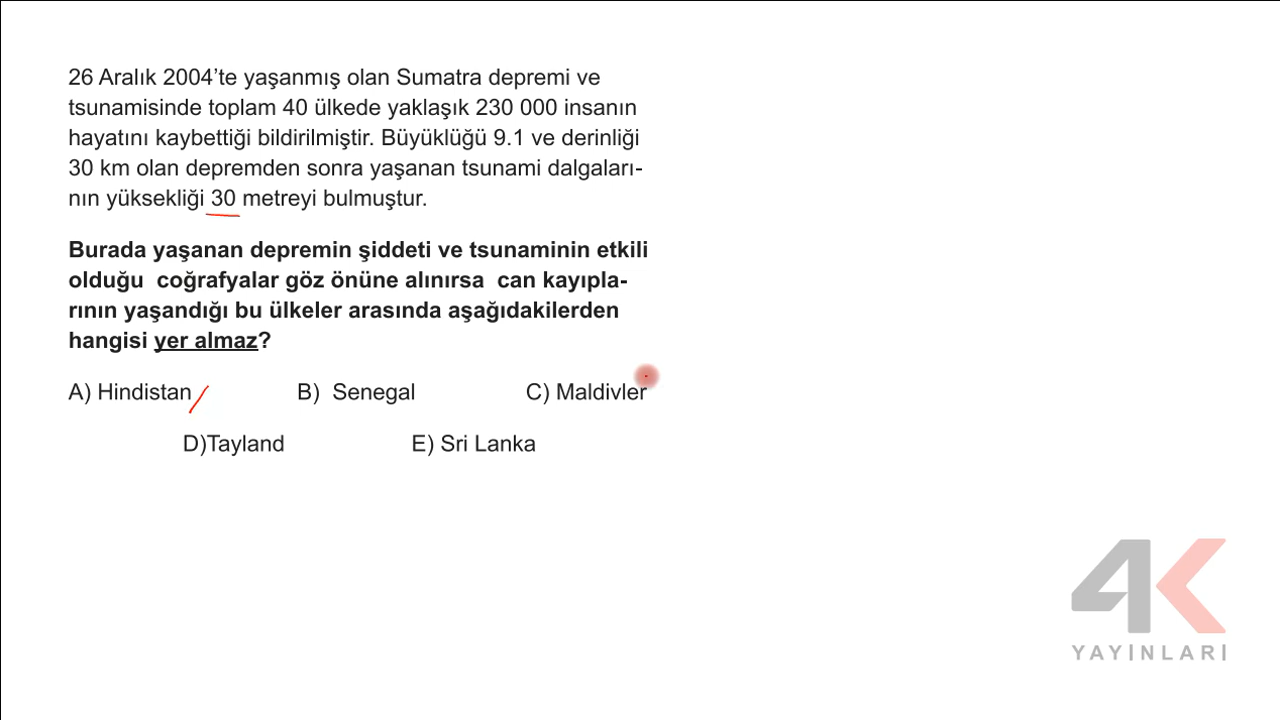 26 Aralık 2004’te yaşanmış olan Sumatra depremi ve
tsunamisinde toplam 40 ülkede yaklaşık 230 000 insanın
hayatını kaybettiği bildirilmiştir. Büyüklüğü 9.1 ve derinliği
30 km olan depremden sonra yaşanan tsunami dalgaları-
nın yüksekliği 30 metreyi bulmuştur.
Burada yaşanan depremin şiddeti ve tsunaminin etkili
olduğu coğrafyalar göz önüne alınırsa can kayıpla-
rının yaşandığı bu ülkeler arasında aşağıdakilerden
hangisi yer almaz?
A) Hindistan B) Senegal C) Maldivler
D)Tayland E) Sri Lanka
4K
YAYINLARI